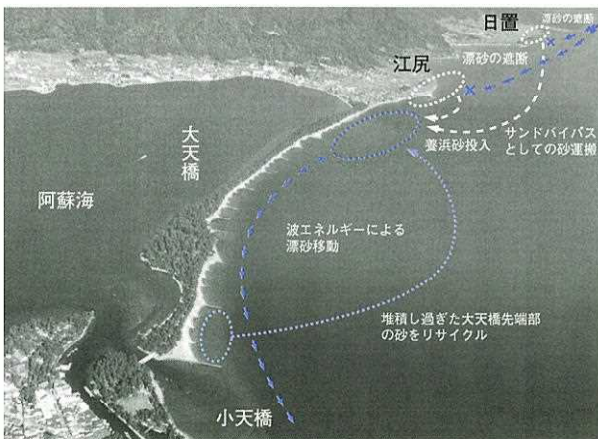 日置
漂砂の遮断
江尻
漂砂の遮断
養浜砂投入
サンドバイパス
としての砂運搬
大天橋
阿蘇海
波エネルギーによる
漂砂移動
堆積し過ぎた大天橋先端部
の砂をリサイクル
小天橋